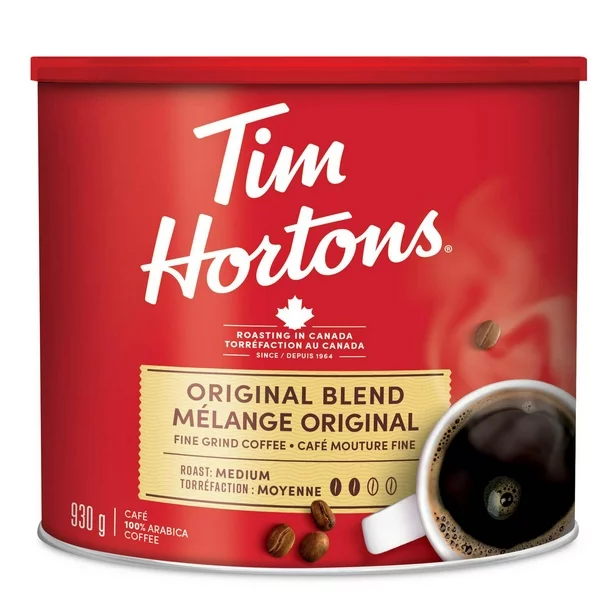 Tim
Hortons®
ROASTING IN CANADA
TORRÉFACTION AU CANADA
SINCE / DEPUIS 1964
ORIGINAL BLEND
MÉLANGE ORIGINAL
FINE GRIND COFFEE • CAFÉ MOUTURE FINE
ROAST: MEDIUM
TORRÉFACTION : MOYENNE
930 g
CAFÉ
100% ARABICA
COFFEE